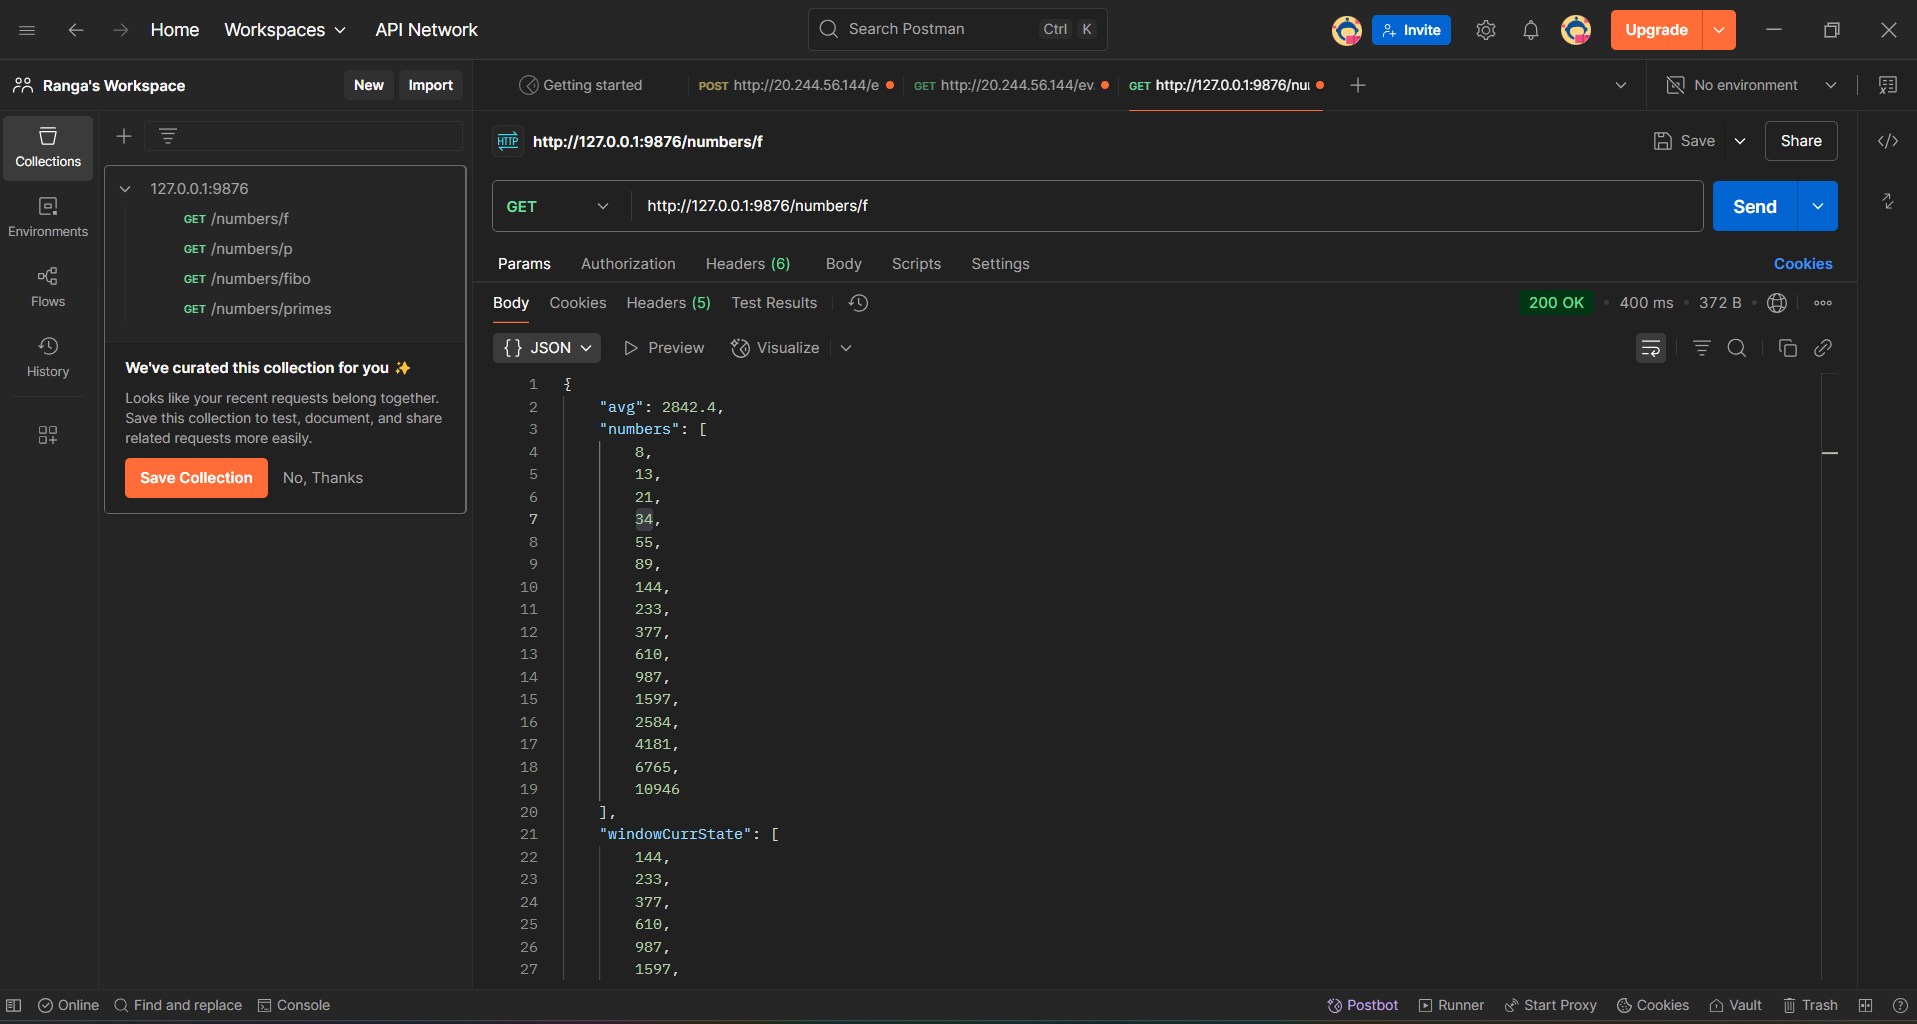 Home
Workspaces
API Network
Search Postman
Ctrl K
Invite
Upgrade
Ranga's Workspace
New
Import
Getting started
POST http://20.244.56.144/e
GET http://20.244.56.144/ev
GET http://127.0.0.1:9876/nu
No environment
Collections
Environments
Flows
History
127.0.0.1:9876
GET /numbers/f
GET /numbers/p
GET /numbers/fibo
GET /numbers/primes
We've curated this collection for you ✨
Looks like your recent requests belong together.
Save this collection to test, document, and share
related requests more easily.
Save Collection
No, Thanks
HTTP http://127.0.0.1:9876/numbers/f
Save
Share
GET
http://127.0.0.1:9876/numbers/f
Send
Params
Authorization
Headers (6)
Body
Scripts
Settings
Cookies
Body
Cookies
Headers (5)
Test Results
200 OK
400 ms
372 B
{} JSON
Preview
Visualize
1 {
2 "avg": 2842.4,
3 "numbers": [
4 8,
5 13,
6 21,
7 34,
8 55,
9 89,
10 144,
11 233,
12 377,
13 610,
14 987,
15 1597,
16 2584,
17 4181,
18 6765,
19 10946
20 ],
21 "windowCurrState": [
22 144,
23 233,
24 377,
25 610,
26 987,
27 1597,
Online
Find and replace
Console
Postbot
Runner
Start Proxy
Cookies
Vault
Trash